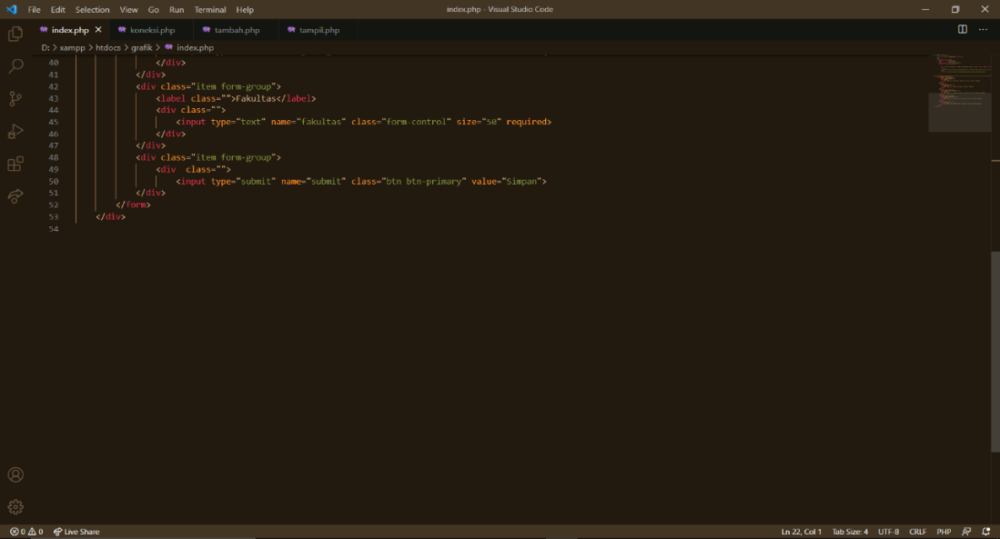 File Edit Selection View Go Run Terminal Help index.php - Visual Studio Code
index.php koneksi.php tambah.php tampil.php
D: > xampp > htdocs > grafik > index.php
40 </div>
41 </div>
42 <div class="item form-group">
43 <label class="">Fakultas</label>
44 <div class="">
45 <input type="text" name="fakultas" class="form-control" size="50" required>
46 </div>
47 </div>
48 <div class="item form-group">
49 <div  class="">
50 <input type="submit" name="submit" class="btn btn-primary" value="Simpan">
51 </div>
52 </Form>
53 </div>
54
0 0 Live Share Ln 22, Col 1 Tab Size: 4 UTF-8 CRLF PHP